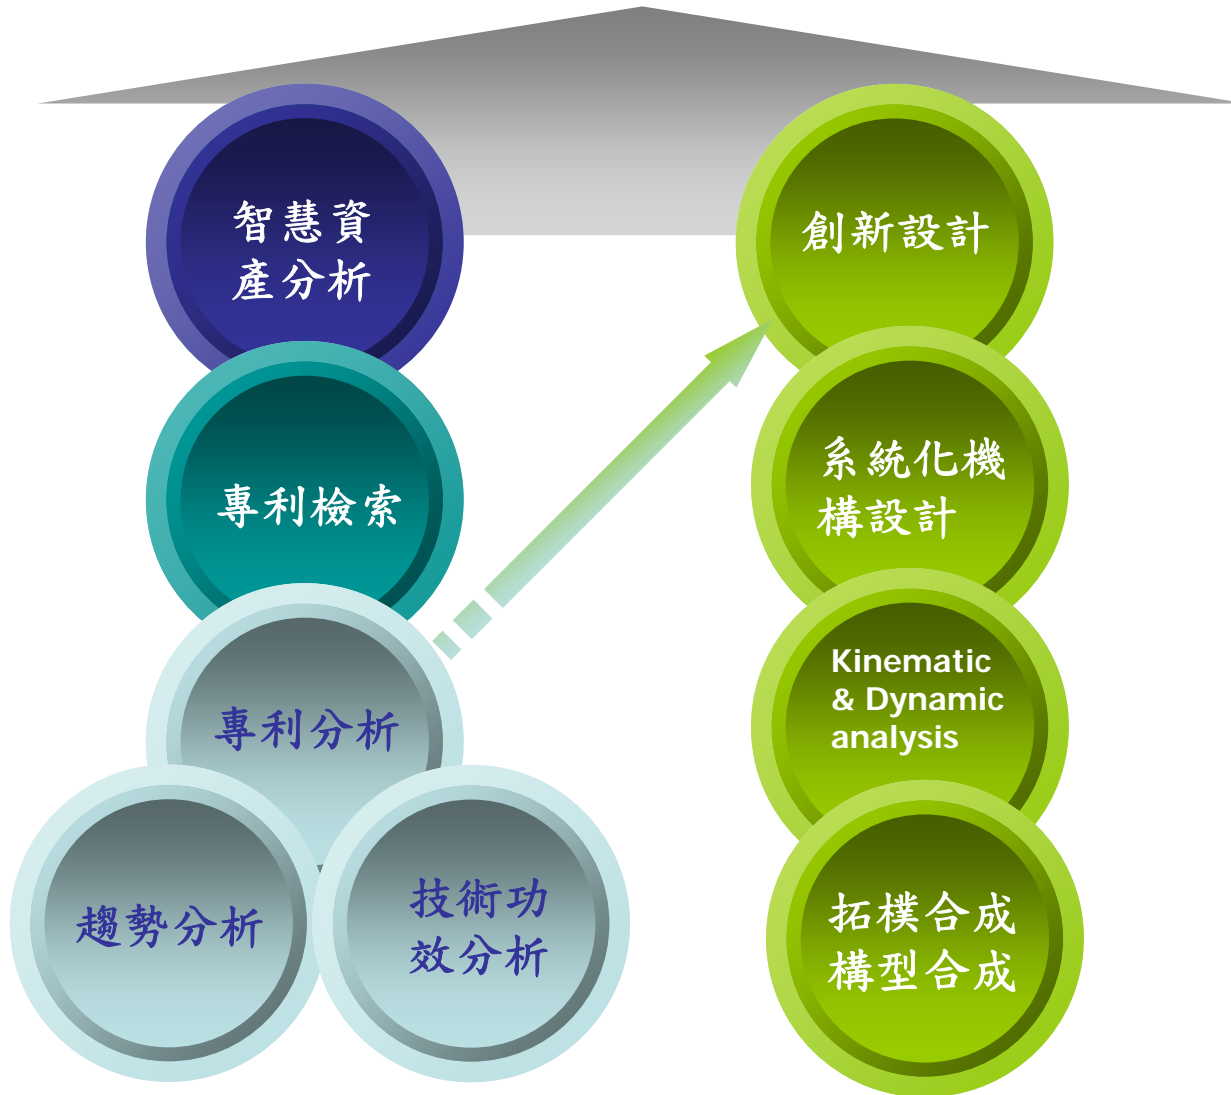 智慧資
產分析
專利檢索
專利分析
趨勢分析
技術功
效分析
創新設計
系統化機
構設計
Kinematic
& Dynamic
analysis
拓樸合成
構型合成